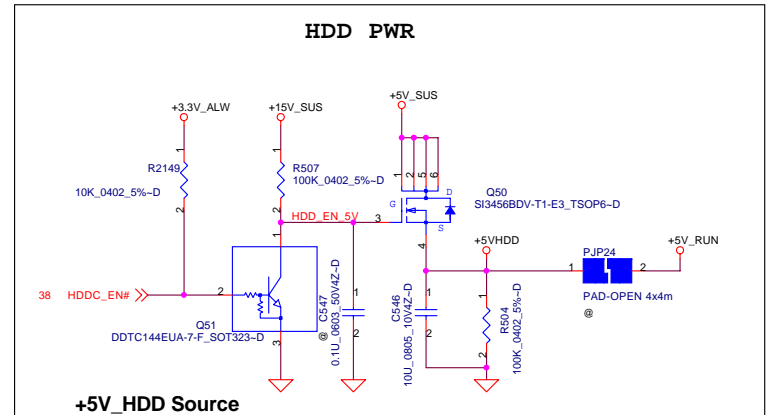 HDD PWR
+3.3V_ALW
+15V_SUS
+5V_SUS
1
1
1
2
5
6
R2149
10K_0402_5%~D
2
R507
100K_0402_5%~D
2
HDD_EN_5V
3
G
D
S
Q50
SI3456BDV-T1-E3_TSOP6~D
4
+5VHDD
PJP24
+5V_RUN
1
2
PAD-OPEN 4x4m
@
38 HDDC_EN#
2
1
3
Q51
DDTC144EUA-7-F_SOT323~D
@
C547
0.1U_0603_50V4Z~D
1
2
C546
10U_0805_10V4Z~D
1
2
R504
100K_0402_5%~D
1
2
+5V_HDD Source